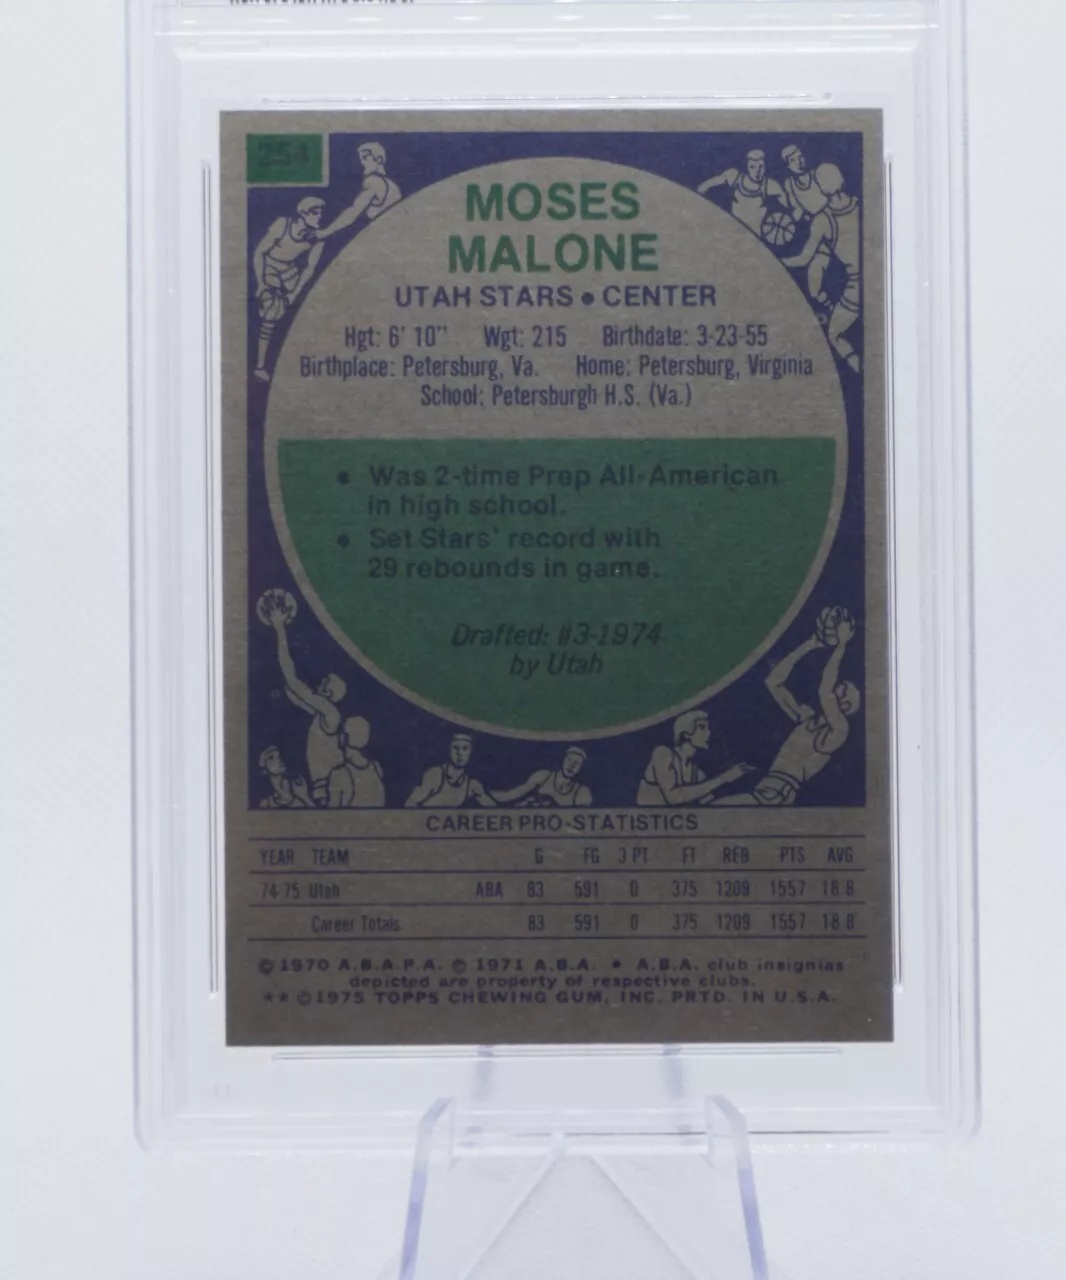 254
MOSES
MALONE
UTAH STARS • CENTER
Hgt: 6' 10" Wgt: 215 Birthdate: 3-23-55
Birthplace: Petersburg, Va. Home: Petersburg, Virginia
School: Petersburgh H.S. (Va.)
• Was 2-time Prep All-American
in high school.
• Set Stars' record with
29 rebounds in game.
Drafted: #3-1974
by Utah
CAREER PRO-STATISTICS
YEAR TEAM G FG 3 PT FT REB PTS AVG
74-75 Utah ABA 83 591 0 375 1209 1557 18.8
Career Totals 83 591 0 375 1209 1557 18.8
© 1970 A.B.A.P.A. © 1971 A.B.A. • A.B.A. club insignias
depicted are property of respective clubs.
** © 1975 TOPPS CHEWING GUM, INC. PRTD. IN U.S.A.